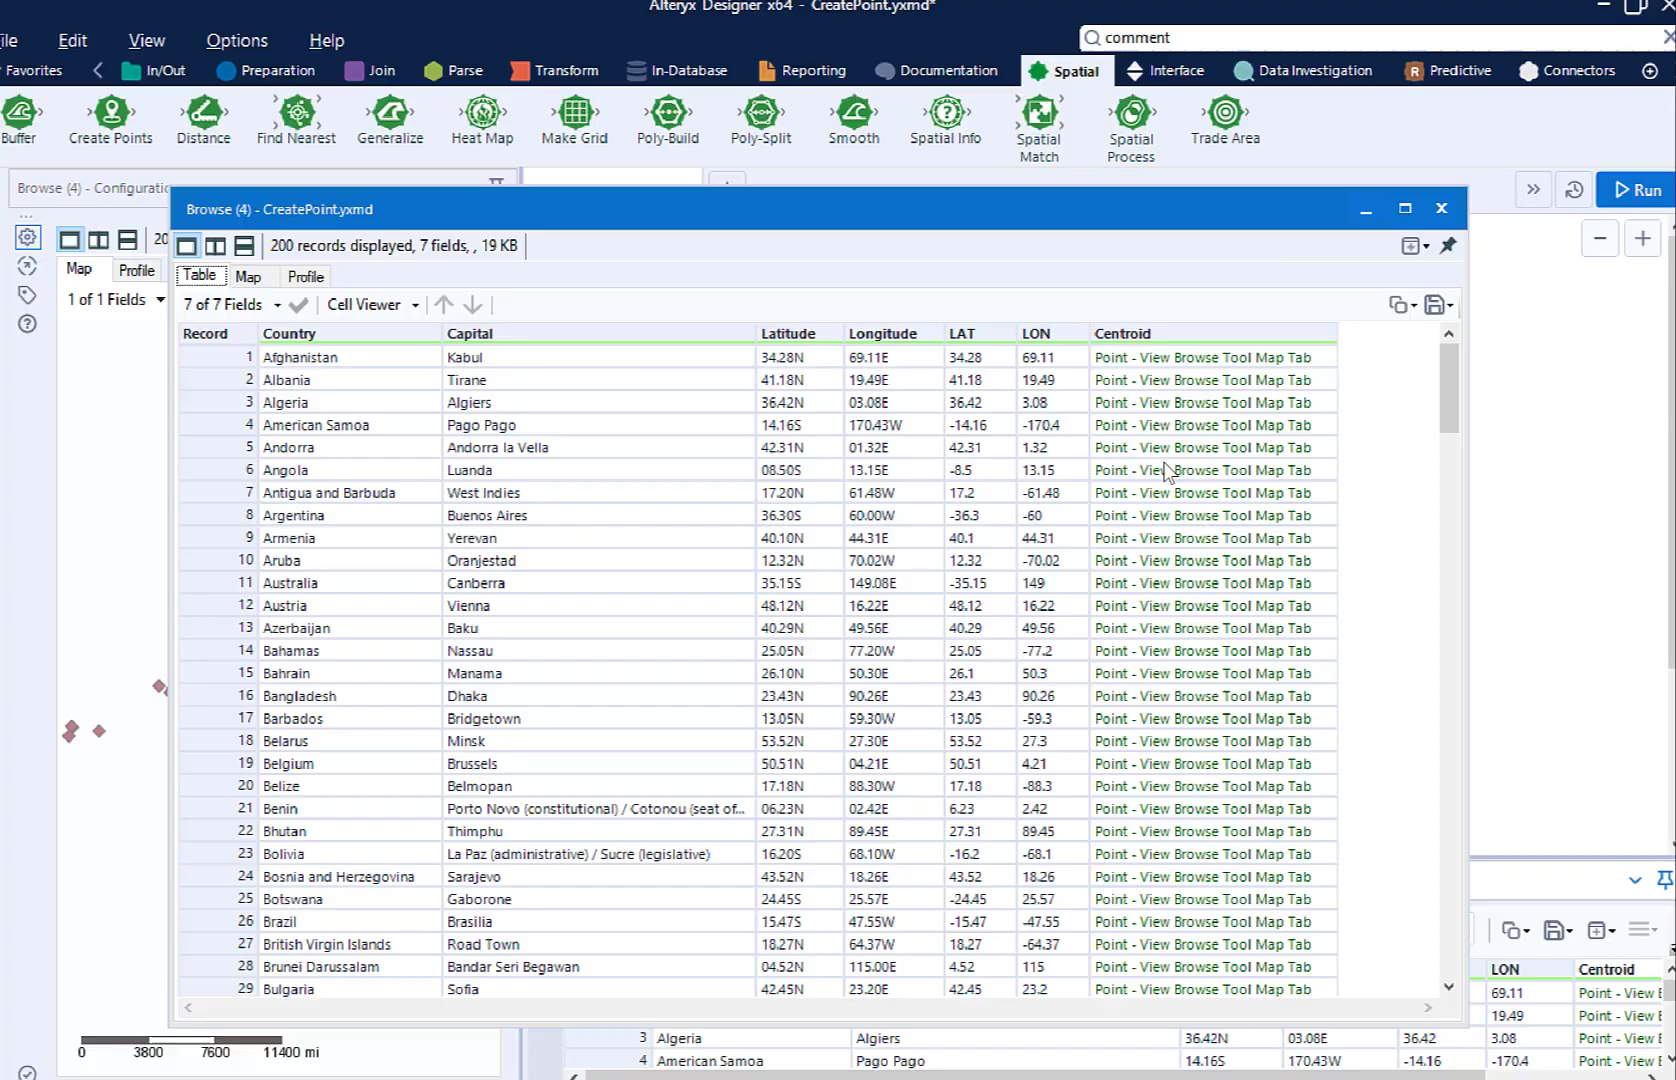 Alteryx Designer x64 - CreatePoint.yxmd*
ile Edit View Options Help
comment
Favorites In/Out Preparation Join Parse Transform In-Database Reporting Documentation Spatial Interface Data Investigation Predictive Connectors
Buffer Create Points Distance Find Nearest Generalize Heat Map Make Grid Poly-Build Poly-Split Smooth Spatial Info Spatial Match Spatial Process Trade Area
Browse (4) - Configuratio
Run
Browse (4) - CreatePoint.yxmd
20
200 records displayed, 7 fields, , 19 KB
Map Profile
Table Map Profile
1 of 1 Fields
7 of 7 Fields Cell Viewer
Record Country Capital Latitude Longitude LAT LON Centroid
1 Afghanistan Kabul 34.28N 69.11E 34.28 69.11 Point - View Browse Tool Map Tab
2 Albania Tirane 41.18N 19.49E 41.18 19.49 Point - View Browse Tool Map Tab
3 Algeria Algiers 36.42N 03.08E 36.42 3.08 Point - View Browse Tool Map Tab
4 American Samoa Pago Pago 14.16S 170.43W -14.16 -170.4 Point - View Browse Tool Map Tab
5 Andorra Andorra la Vella 42.31N 01.32E 42.31 1.32 Point - View Browse Tool Map Tab
6 Angola Luanda 08.50S 13.15E -8.5 13.15 Point - View Browse Tool Map Tab
7 Antigua and Barbuda West Indies 17.20N 61.48W 17.2 -61.48 Point - View Browse Tool Map Tab
8 Argentina Buenos Aires 36.30S 60.00W -36.3 -60 Point - View Browse Tool Map Tab
9 Armenia Yerevan 40.10N 44.31E 40.1 44.31 Point - View Browse Tool Map Tab
10 Aruba Oranjestad 12.32N 70.02W 12.32 -70.02 Point - View Browse Tool Map Tab
11 Australia Canberra 35.15S 149.08E -35.15 149 Point - View Browse Tool Map Tab
12 Austria Vienna 48.12N 16.22E 48.12 16.22 Point - View Browse Tool Map Tab
13 Azerbaijan Baku 40.29N 49.56E 40.29 49.56 Point - View Browse Tool Map Tab
14 Bahamas Nassau 25.05N 77.20W 25.05 -77.2 Point - View Browse Tool Map Tab
15 Bahrain Manama 26.10N 50.30E 26.1 50.3 Point - View Browse Tool Map Tab
16 Bangladesh Dhaka 23.43N 90.26E 23.43 90.26 Point - View Browse Tool Map Tab
17 Barbados Bridgetown 13.05N 59.30W 13.05 -59.3 Point - View Browse Tool Map Tab
18 Belarus Minsk 53.52N 27.30E 53.52 27.3 Point - View Browse Tool Map Tab
19 Belgium Brussels 50.51N 04.21E 50.51 4.21 Point - View Browse Tool Map Tab
20 Belize Belmopan 17.18N 88.30W 17.18 -88.3 Point - View Browse Tool Map Tab
21 Benin Porto Novo (constitutional) / Cotonou (seat of... 06.23N 02.42E 6.23 2.42 Point - View Browse Tool Map Tab
22 Bhutan Thimphu 27.31N 89.45E 27.31 89.45 Point - View Browse Tool Map Tab
23 Bolivia La Paz (administrative) / Sucre (legislative) 16.20S 68.10W -16.2 -68.1 Point - View Browse Tool Map Tab
24 Bosnia and Herzegovina Sarajevo 43.52N 18.26E 43.52 18.26 Point - View Browse Tool Map Tab
25 Botswana Gaborone 24.45S 25.57E -24.45 25.57 Point - View Browse Tool Map Tab
26 Brazil Brasilia 15.47S 47.55W -15.47 -47.55 Point - View Browse Tool Map Tab
27 British Virgin Islands Road Town 18.27N 64.37W 18.27 -64.37 Point - View Browse Tool Map Tab
28 Brunei Darussalam Bandar Seri Begawan 04.52N 115.00E 4.52 115 Point - View Browse Tool Map Tab
29 Bulgaria Sofia 42.45N 23.20E 42.45 23.2 Point - View Browse Tool Map Tab
LON Centroid
69.11 Point - View E
19.49 Point - View E
3 Algeria Algiers 36.42N 03.08E 36.42 3.08 Point - View E
4 American Samoa Pago Pago 14.16S 170.43W -14.16 -170.4 Point - View E
0 3800 7600 11400 mi